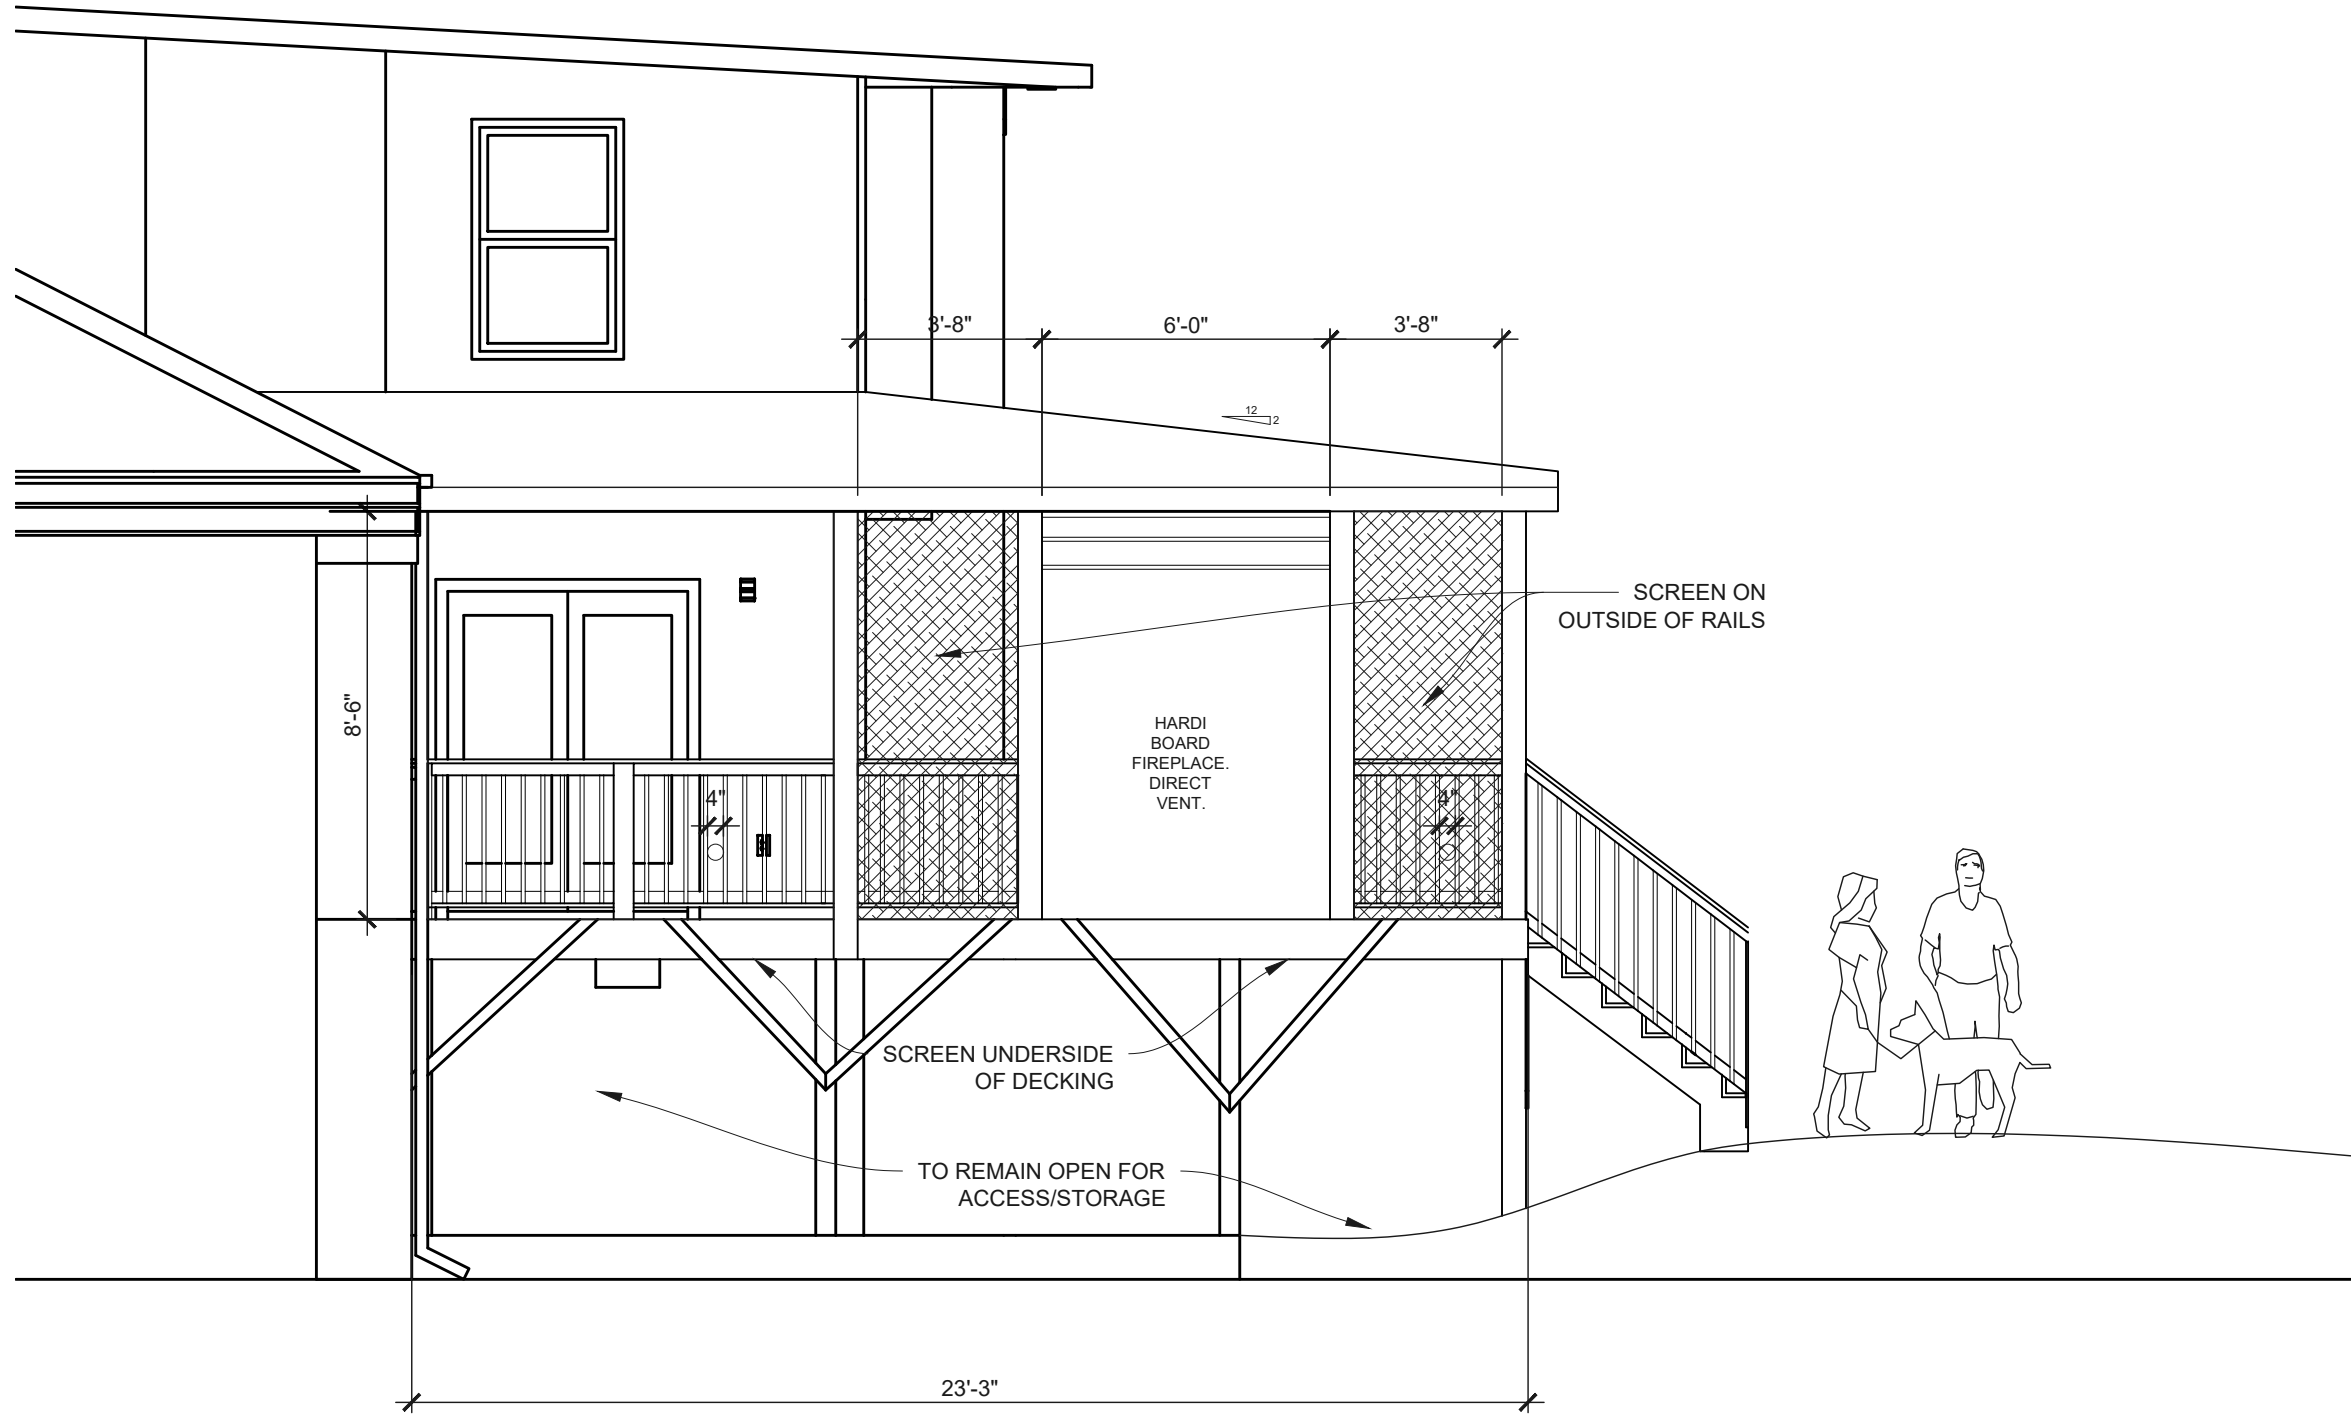 3'-8"
6'-0"
3'-8"
12
2
SCREEN ON
OUTSIDE OF RAILS
8'-6"
HARDI
BOARD
FIREPLACE.
DIRECT
VENT.
4"
4"
SCREEN UNDERSIDE
OF DECKING
TO REMAIN OPEN FOR
ACCESS/STORAGE
23'-3"